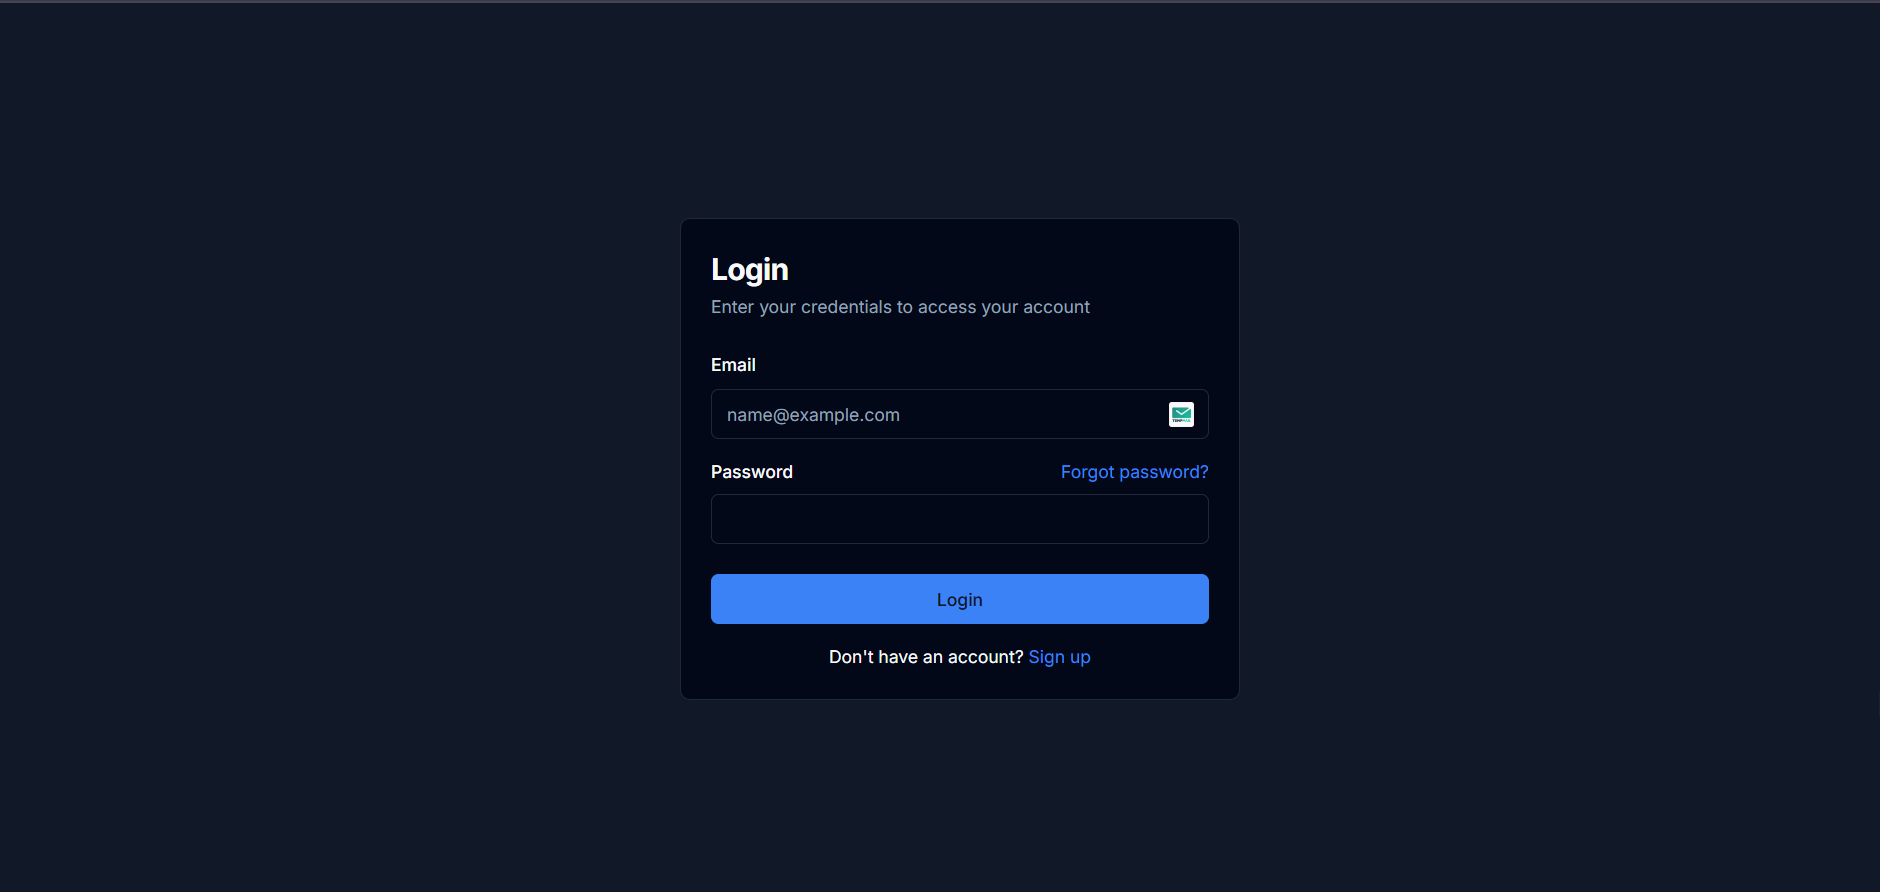 Login
Enter your credentials to access your account
Email
name@example.com
Password
Forgot password?
Login
Don't have an account? Sign up